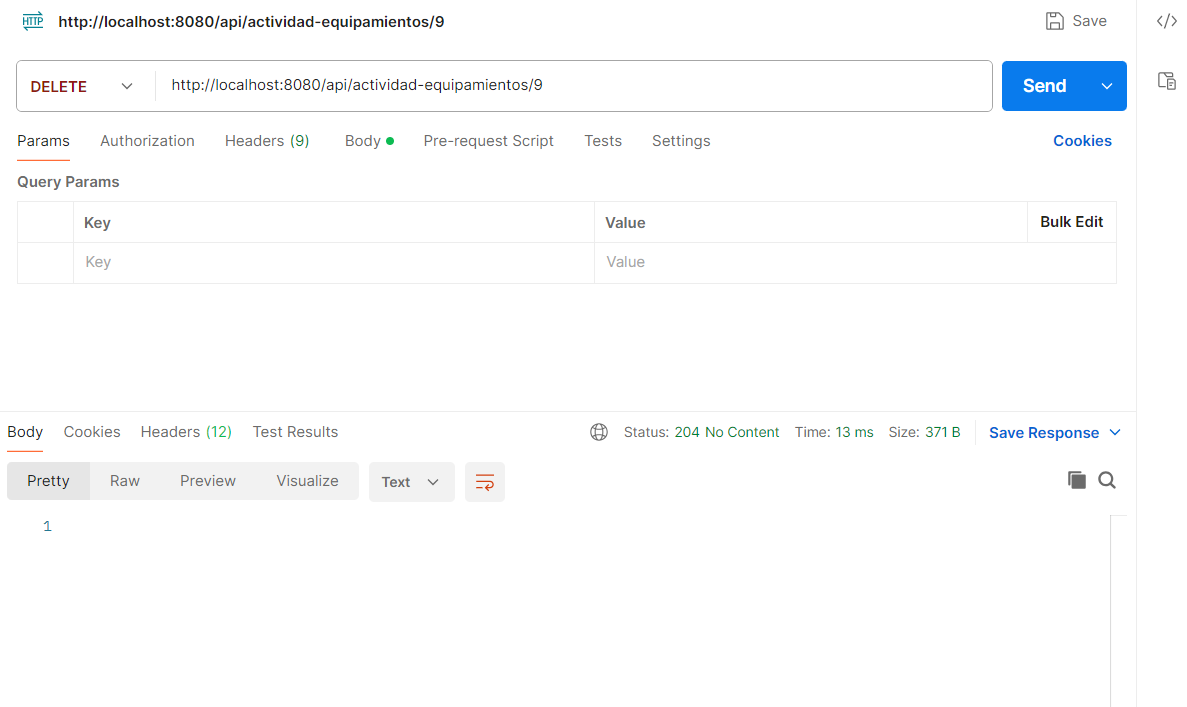 HTTP http://localhost:8080/api/actividad-equipamientos/9 Save
DELETE http://localhost:8080/api/actividad-equipamientos/9 Send
Params Authorization Headers (9) Body Pre-request Script Tests Settings Cookies
Query Params
Key Value Bulk Edit
Key Value
Body Cookies Headers (12) Test Results Status: 204 No Content Time: 13 ms Size: 371 B Save Response
Pretty Raw Preview Visualize Text
1